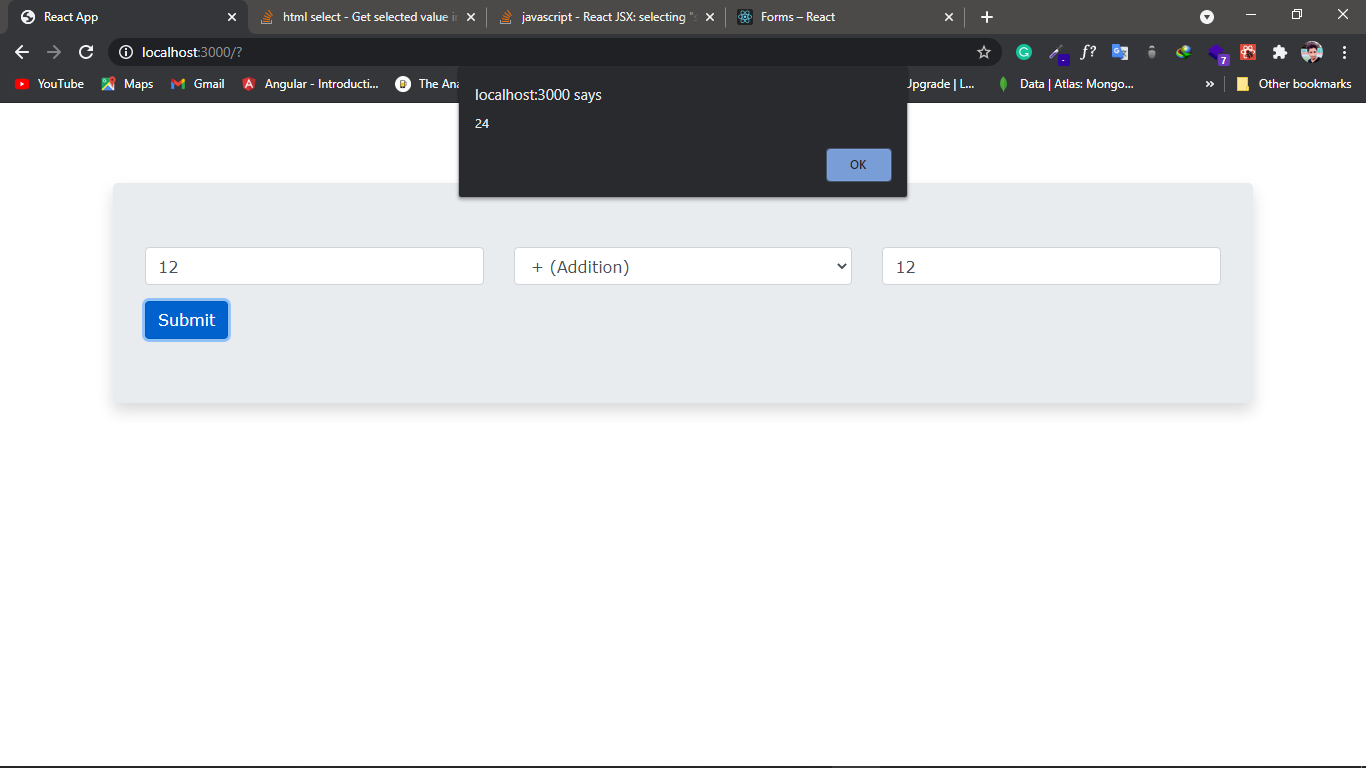 React App
html select - Get selected value in
javascript - React JSX: selecting "s
Forms – React
localhost:3000/?
f?
7
YouTube
Maps
Gmail
Angular - Introducti...
The Ana
Upgrade | L...
Data | Atlas: Mongo...
»
Other bookmarks
localhost:3000 says
24
OK
12
+ (Addition)
12
Submit